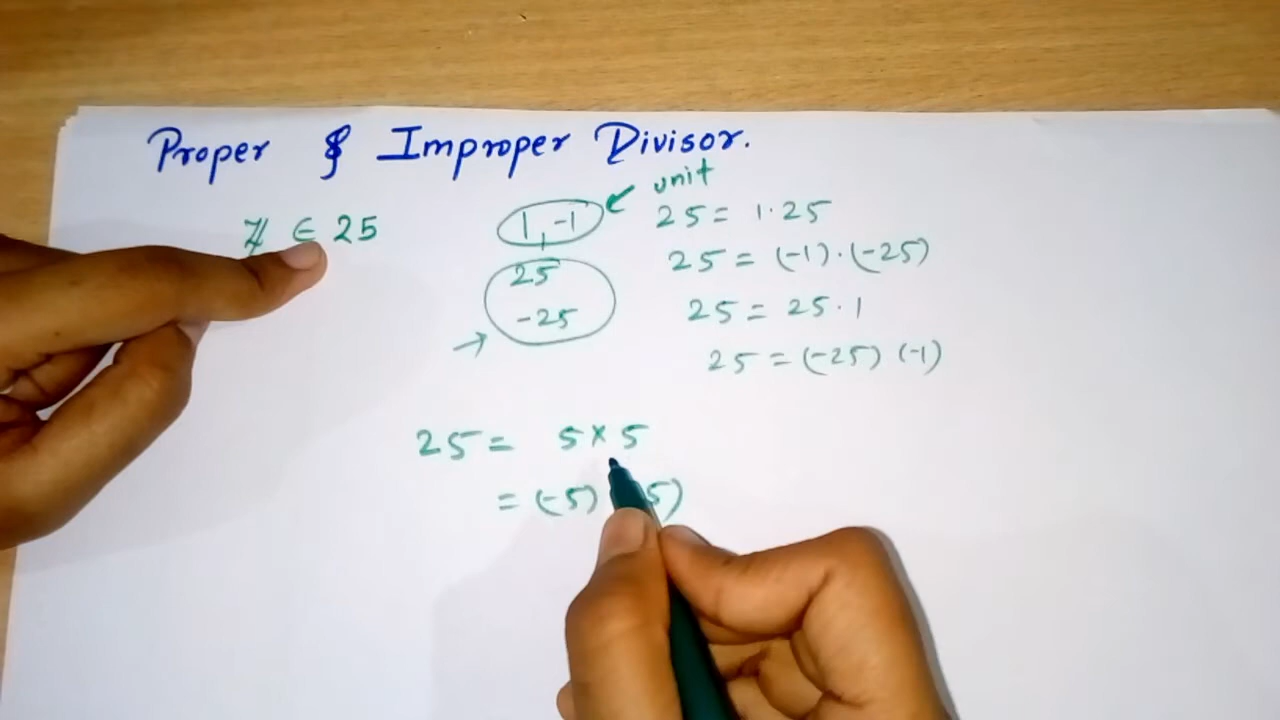 Proper & Improper Divisor.
ℤ ∈ 25
1, -1
unit
25
-25
25 = 1.25
25 = (-1).(-25)
25 = 25.1
25 = (-25) (-1)
25 = 5 x 5
= (-5) 5)